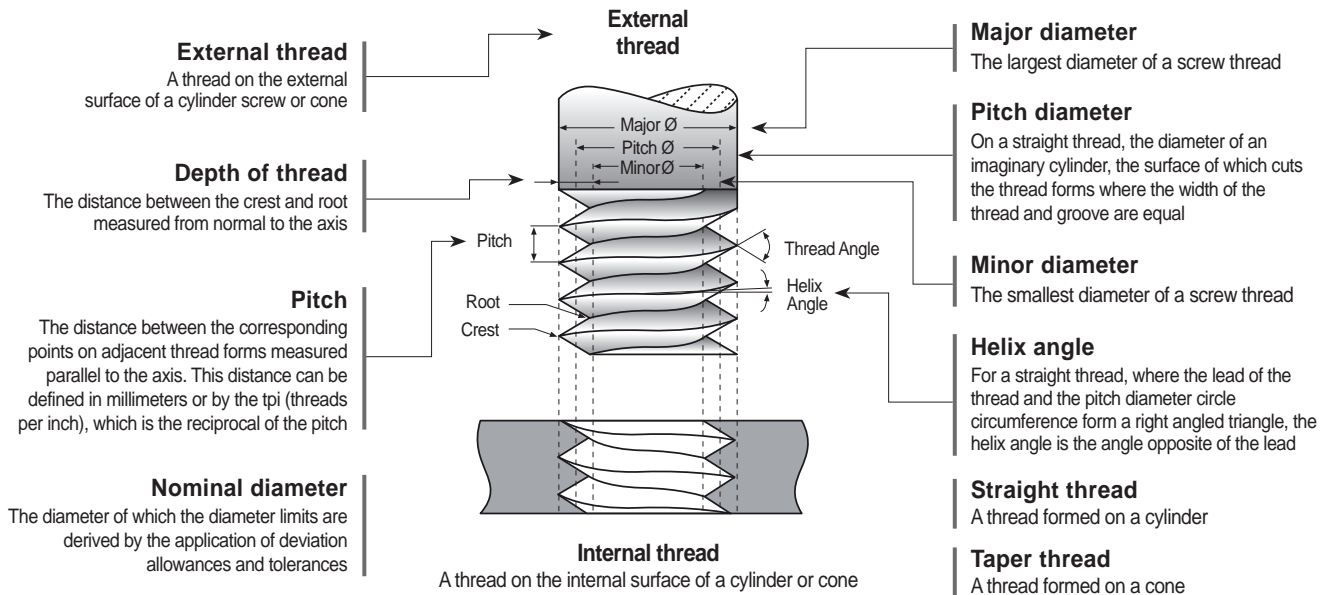 External
thread
External thread
A thread on the external
surface of a cylinder screw or cone
Depth of thread
The distance between the crest and root
measured from normal to the axis
Pitch
The distance between the corresponding
points on adjacent thread forms measured
parallel to the axis. This distance can be
defined in millimeters or by the tpi (threads
per inch), which is the reciprocal of the pitch
Nominal diameter
The diameter of which the diameter limits are
derived by the application of deviation
allowances and tolerances
Major Ø
Pitch Ø
Minor Ø
Pitch
Thread Angle
Helix
Angle
Root
Crest
Internal thread
A thread on the internal surface of a cylinder or cone
Major diameter
The largest diameter of a screw thread
Pitch diameter
On a straight thread, the diameter of an
imaginary cylinder, the surface of which cuts
the thread forms where the width of the
thread and groove are equal
Minor diameter
The smallest diameter of a screw thread
Helix angle
For a straight thread, where the lead of the
thread and the pitch diameter circle
circumference form a right angled triangle, the
helix angle is the angle opposite of the lead
Straight thread
A thread formed on a cylinder
Taper thread
A thread formed on a cone